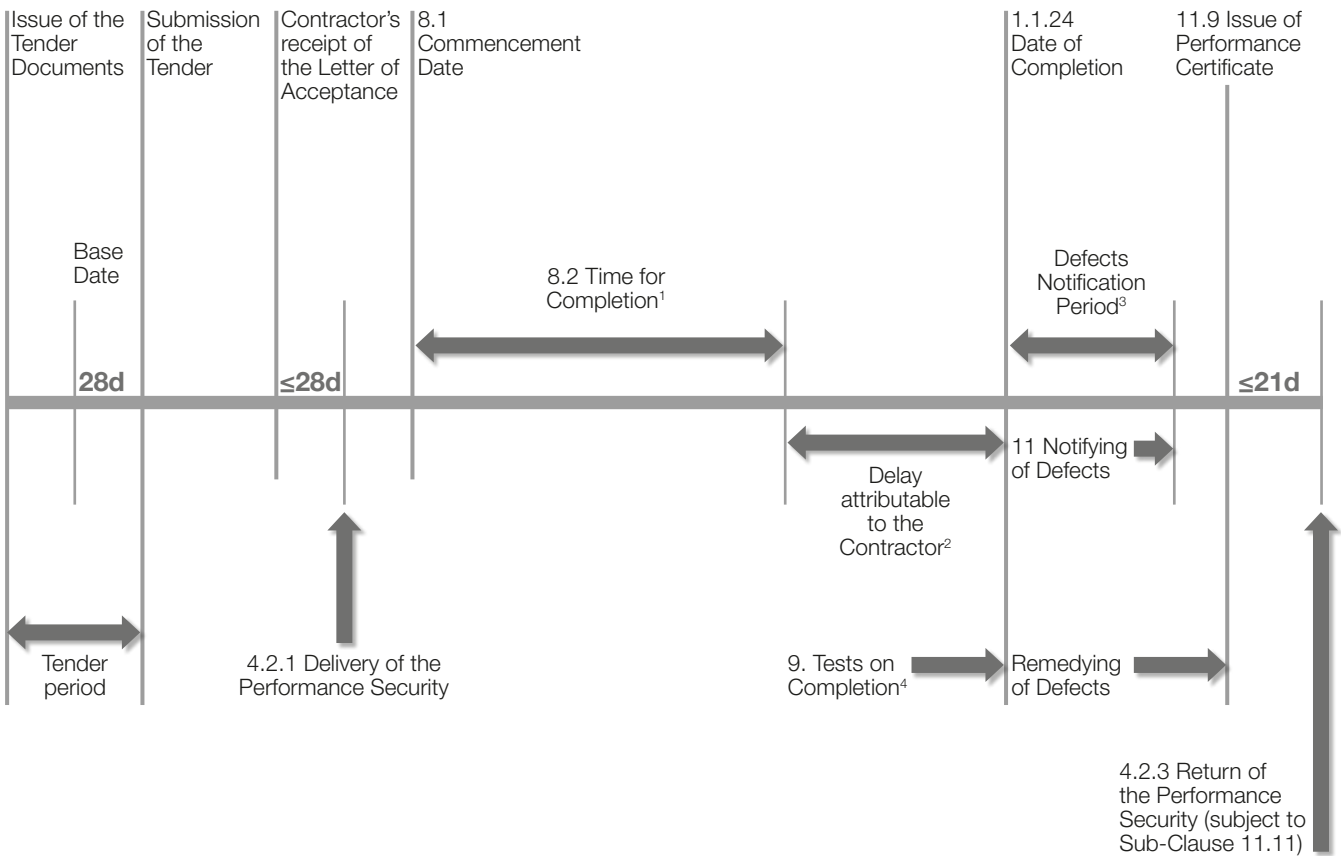 Issue of the
Tender
Documents
Submission
of the
Tender
Contractor’s
receipt of
the Letter of
Acceptance
8.1
Commencement
Date
1.1.24
Date of
Completion
11.9 Issue of
Performance
Certificate
Base
Date
8.2 Time for
Completion¹
Defects
Notification
Period³
28d
≤28d
≤21d
Delay
attributable
to the
Contractor²
11 Notifying
of Defects
Tender
period
4.2.1 Delivery of the
Performance Security
9. Tests on
Completion⁴
Remedying
of Defects
4.2.3 Return of
the Performance
Security (subject to
Sub-Clause 11.11)